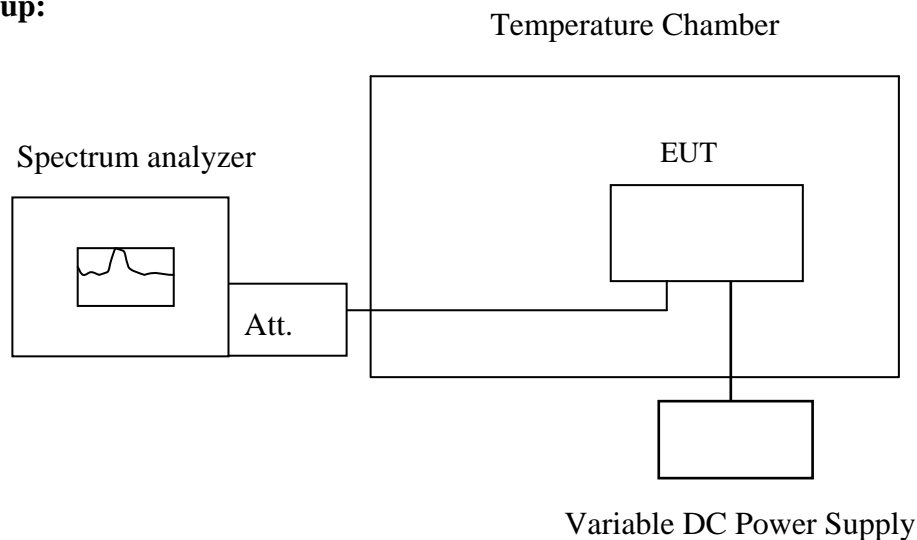 up:
Temperature Chamber
Spectrum analyzer
EUT
Att.
Variable DC Power Supply